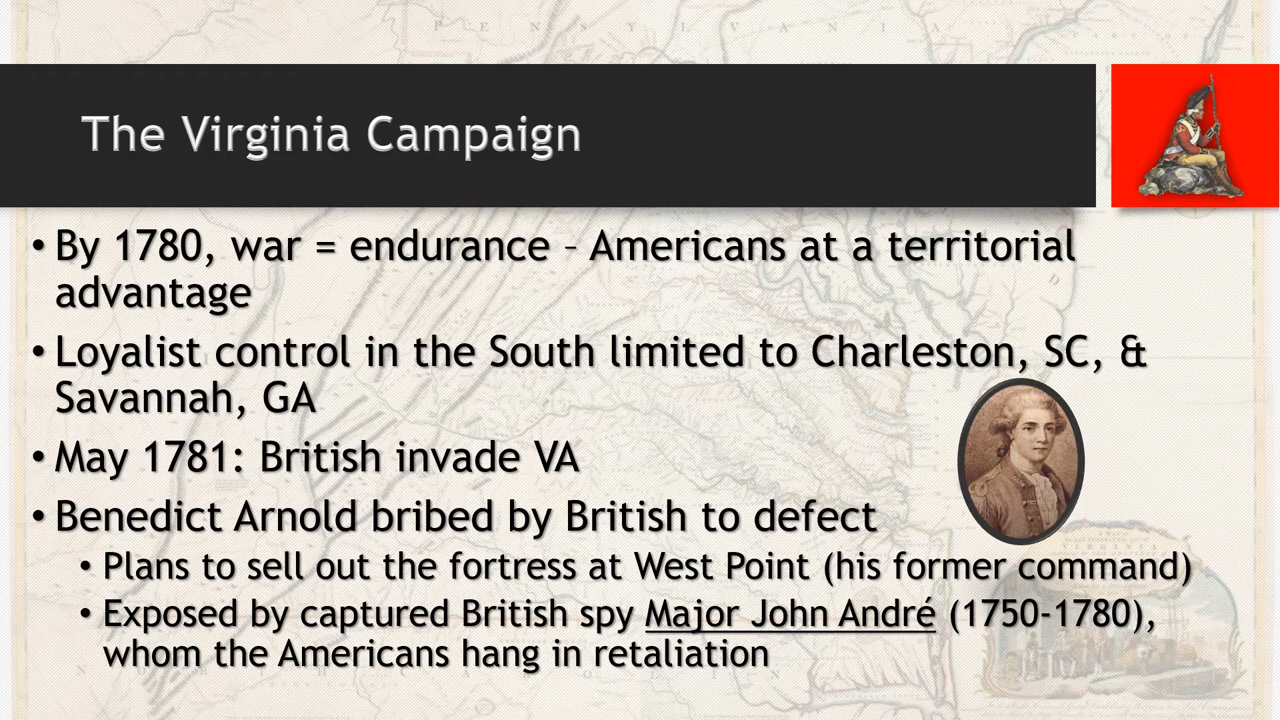 P E N S Y L V A N I A
The Virginia Campaign
• By 1780, war = endurance – Americans at a territorial
advantage
• Loyalist control in the South limited to Charleston, SC, &
Savannah, GA
• May 1781: British invade VA
• Benedict Arnold bribed by British to defect
• Plans to sell out the fortress at West Point (his former command)
• Exposed by captured British spy Major John André (1750-1780),
whom the Americans hang in retaliation